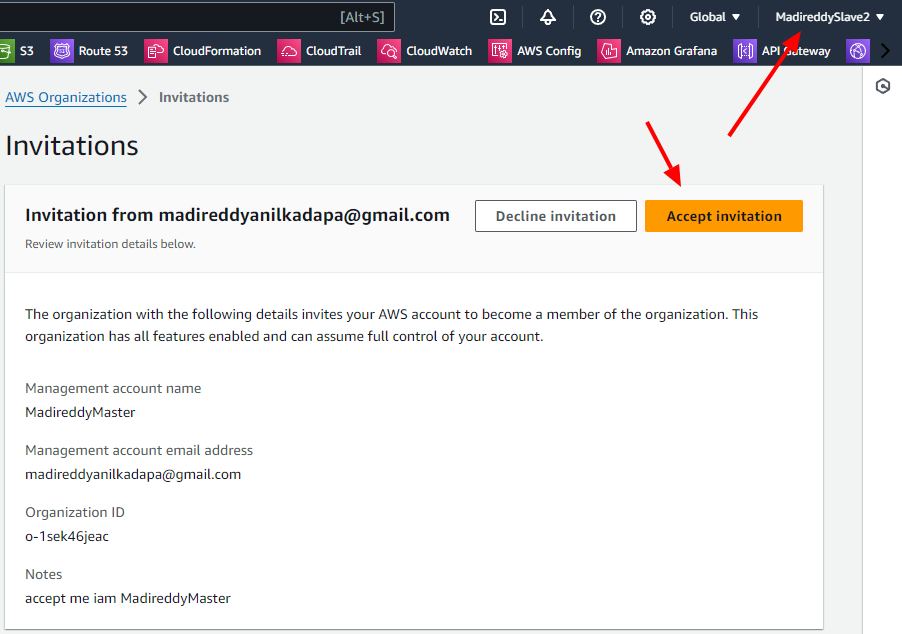 [Alt+S] Global MadireddySlave2
S3 Route 53 CloudFormation CloudTrail CloudWatch AWS Config Amazon Grafana API Gateway
AWS Organizations Invitations
Invitations
Invitation from madireddyanilkadapa@gmail.com Decline invitation Accept invitation
Review invitation details below.
The organization with the following details invites your AWS account to become a member of the organization. This
organization has all features enabled and can assume full control of your account.
Management account name
MadireddyMaster
Management account email address
madireddyanilkadapa@gmail.com
Organization ID
o-1sek46jeac
Notes
accept me iam MadireddyMaster